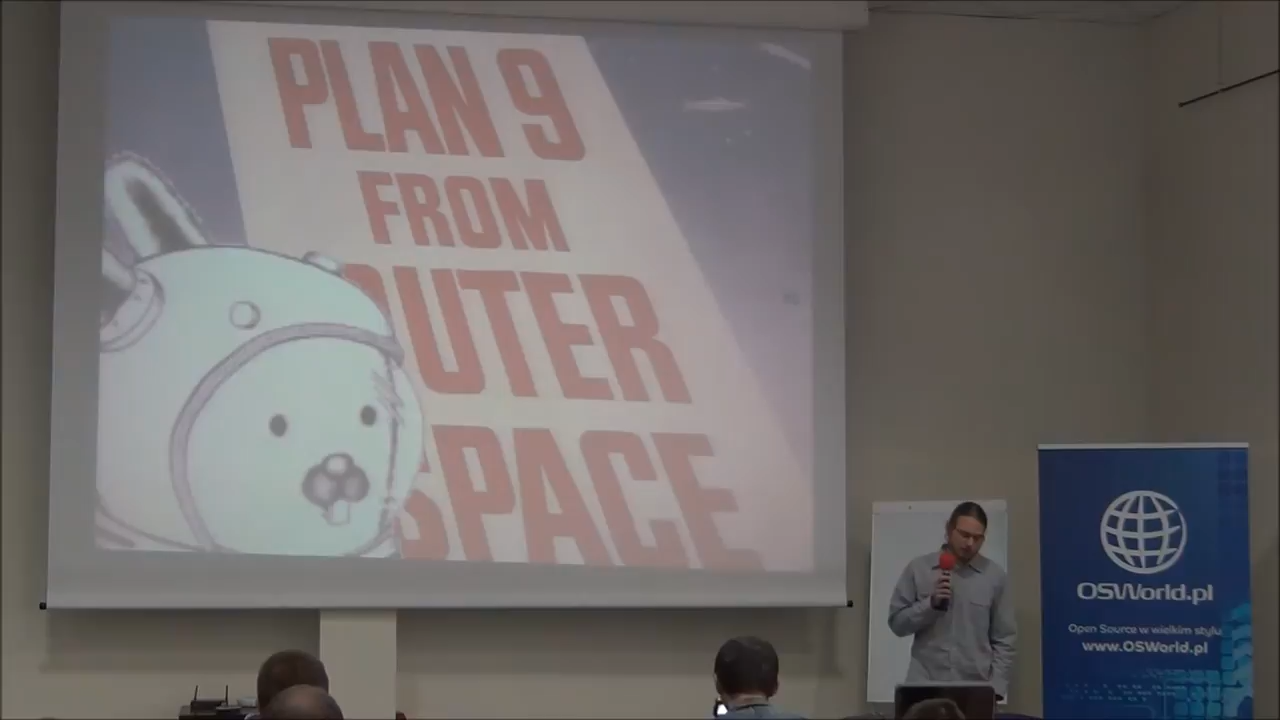 PLAN 9
FROM
OUTER
SPACE
OSWorld.pl
Open Source w wielkim stylu
www.OSWorld.pl